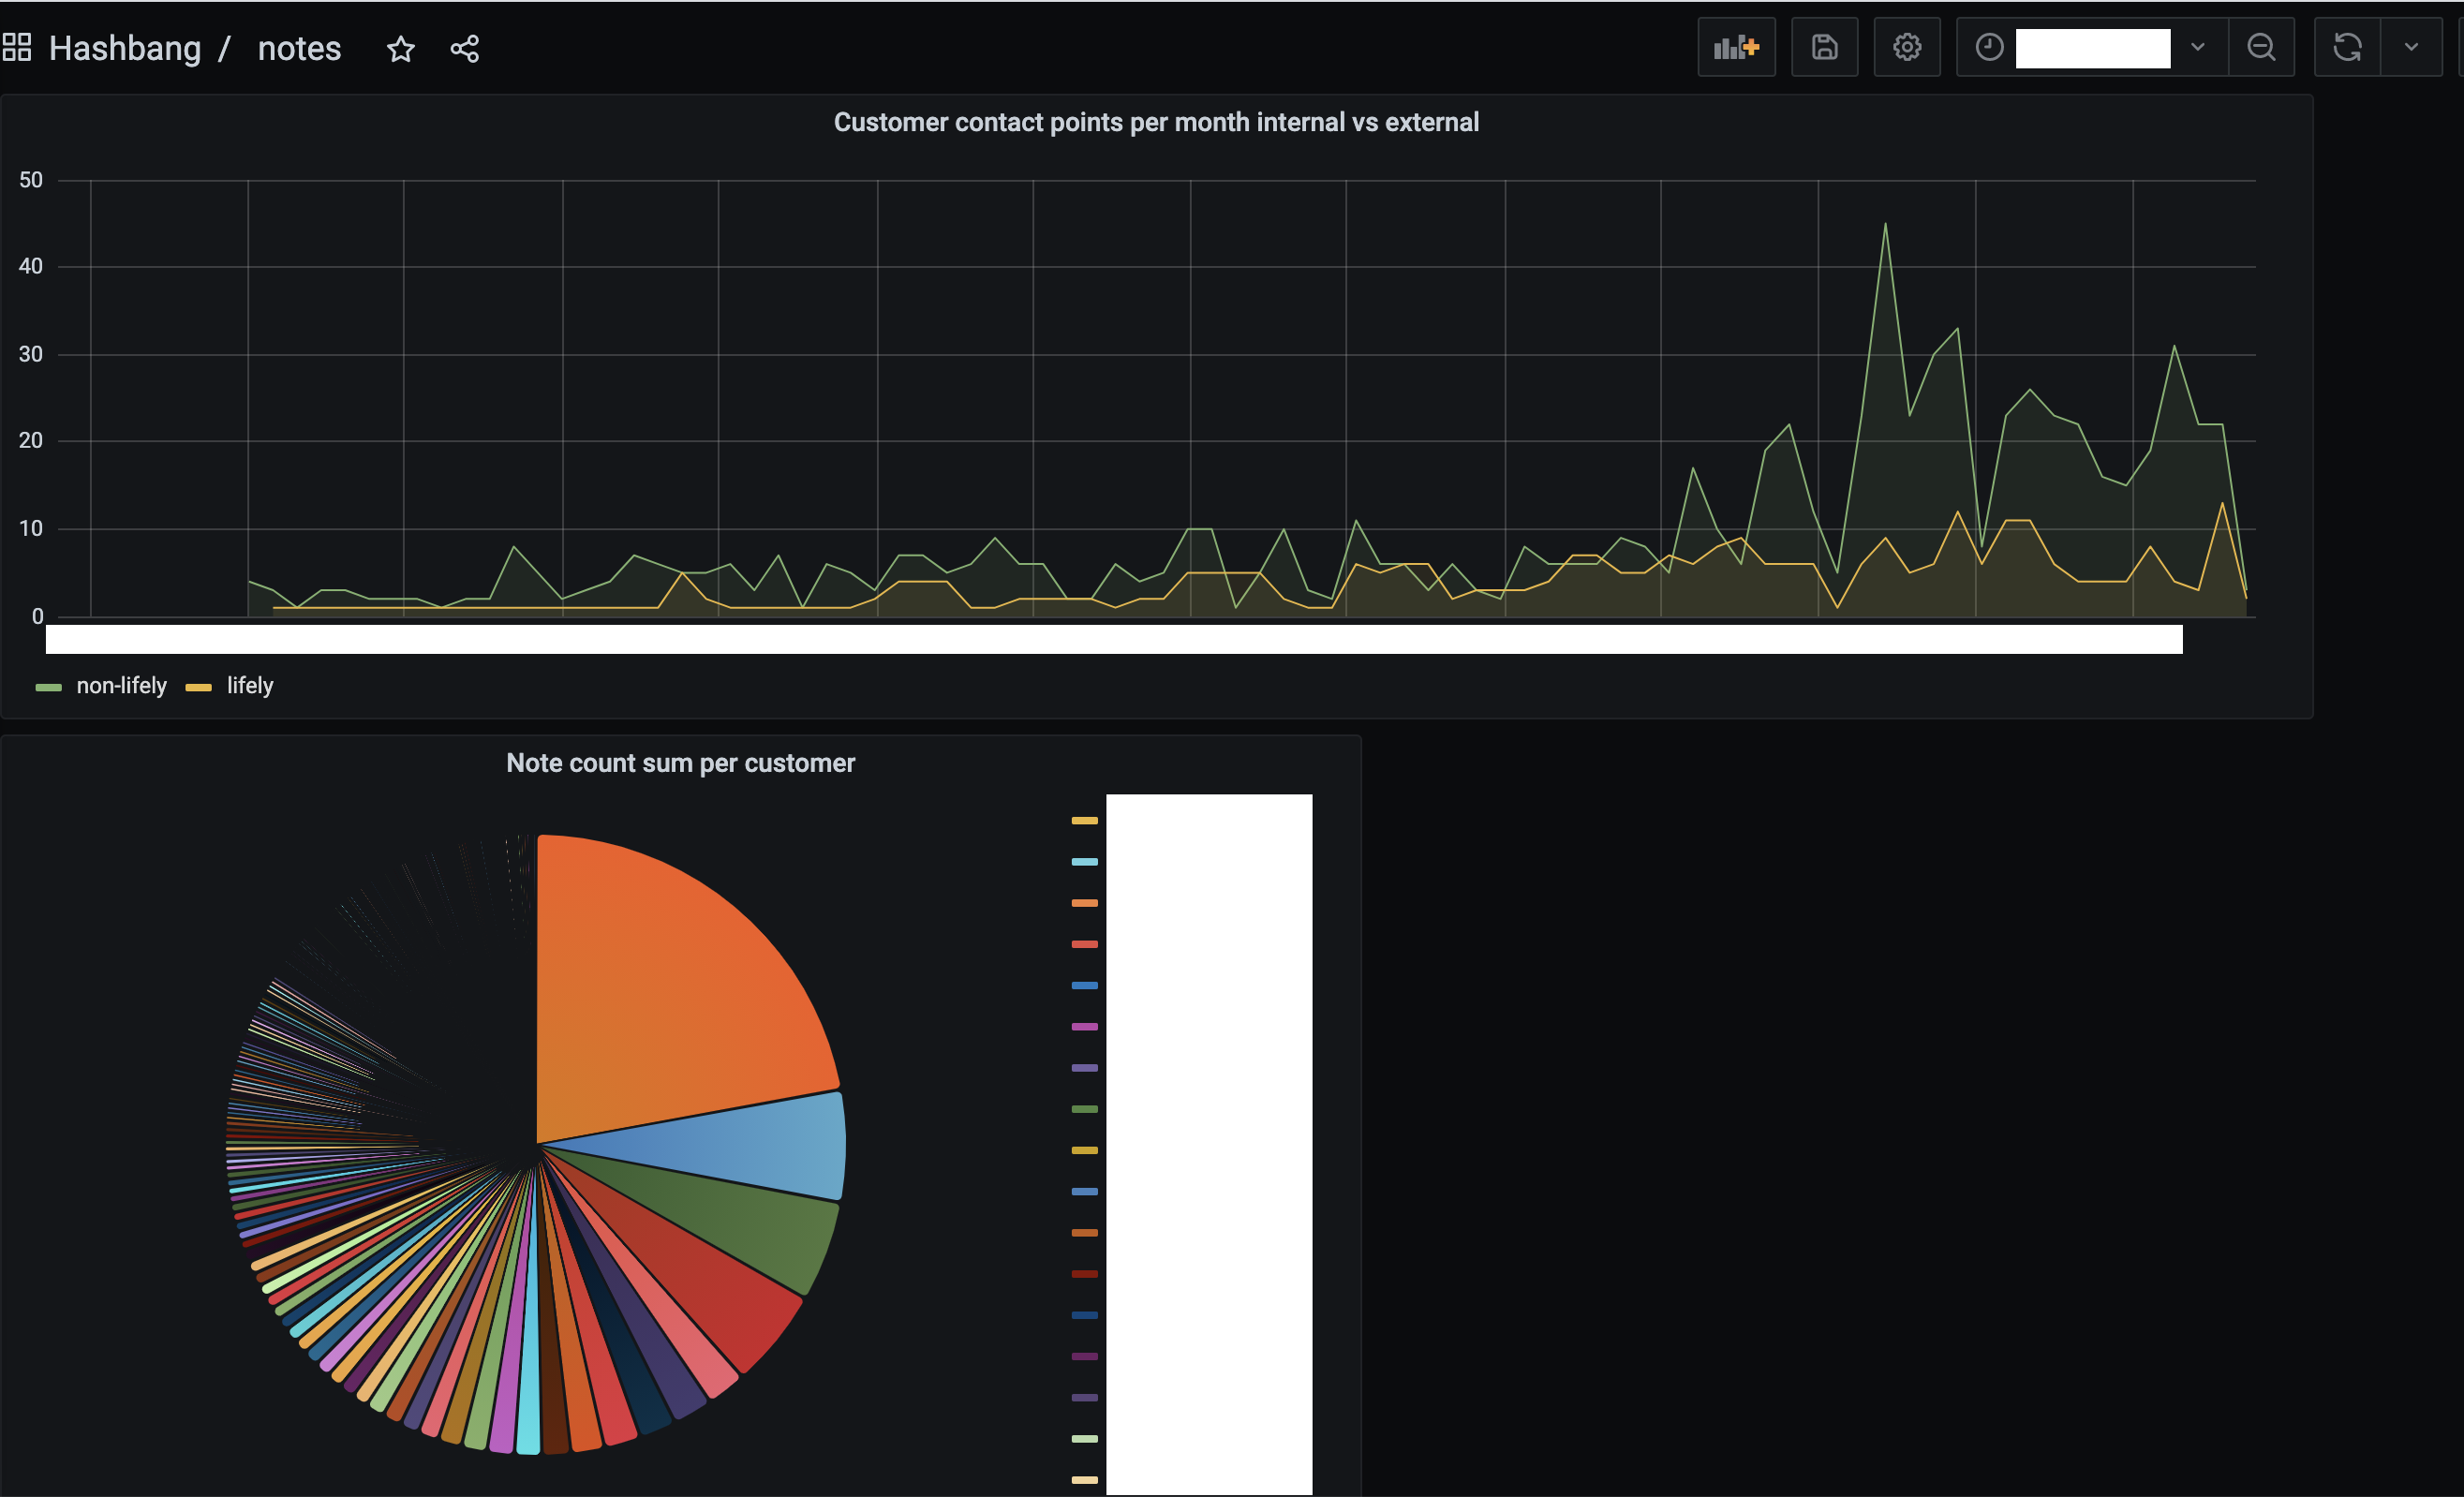 Hashbang / notes
Customer contact points per month internal vs external
50
40
30
20
10
0
non-lifely lifely
Note count sum per customer